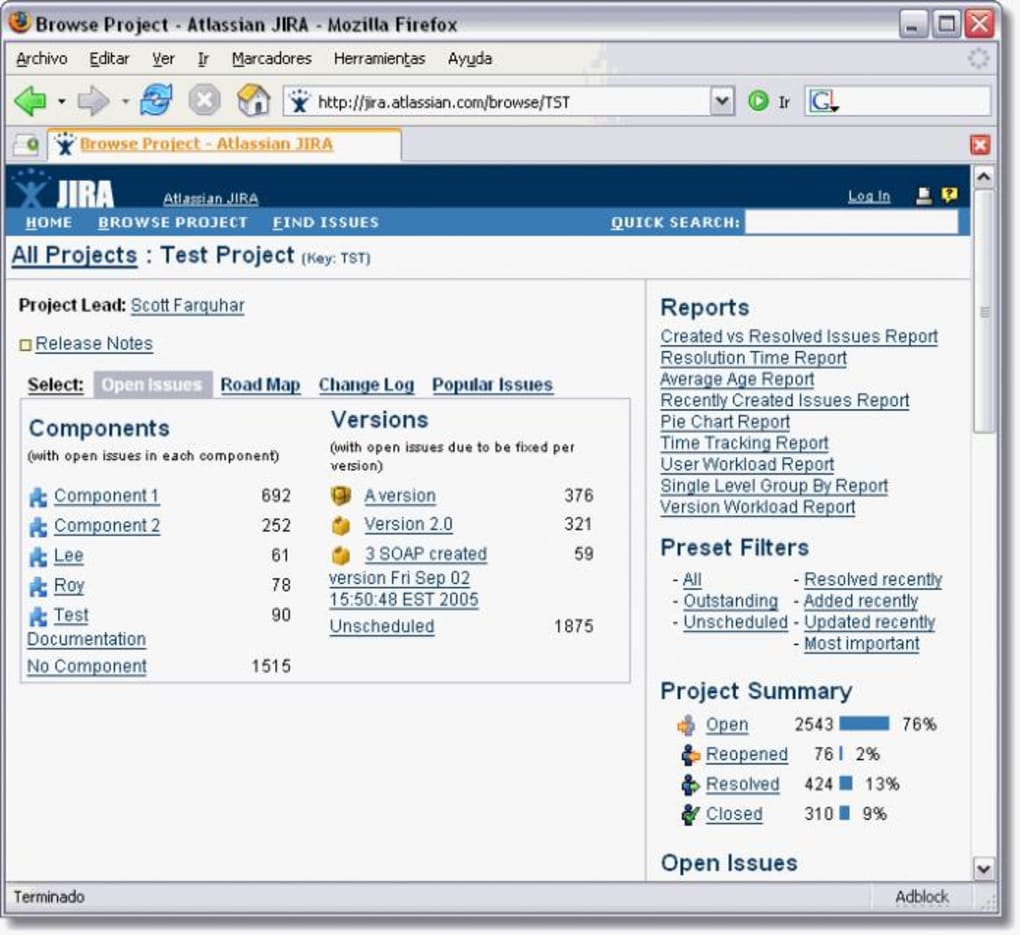 Browse Project - Atlassian JIRA - Mozilla Firefox
Archivo Editar Ver Ir Marcadores Herramientas Ayuda
http://jira.atlassian.com/browse/TST Ir G
Browse Project - Atlassian JIRA
JIRA Atlassian JIRA Log In
HOME BROWSE PROJECT FIND ISSUES QUICK SEARCH:
All Projects : Test Project (Key: TST)
Project Lead: Scott Farquhar
Release Notes
Select: Open Issues Road Map Change Log Popular Issues
Components
(with open issues in each component)
Component 1 692
Component 2 252
Lee 61
Roy 78
Test 90
Documentation
No Component 1515
Versions
(with open issues due to be fixed per
version)
A version 376
Version 2.0 321
3 SOAP created 59
version Fri Sep 02
15:50:48 EST 2005
Unscheduled 1875
Reports
Created vs Resolved Issues Report
Resolution Time Report
Average Age Report
Recently Created Issues Report
Pie Chart Report
Time Tracking Report
User Workload Report
Single Level Group By Report
Version Workload Report
Preset Filters
- All - Resolved recently
- Outstanding - Added recently
- Unscheduled - Updated recently
- Most important
Project Summary
Open 2543 76%
Reopened 76 2%
Resolved 424 13%
Closed 310 9%
Open Issues
Terminado Adblock